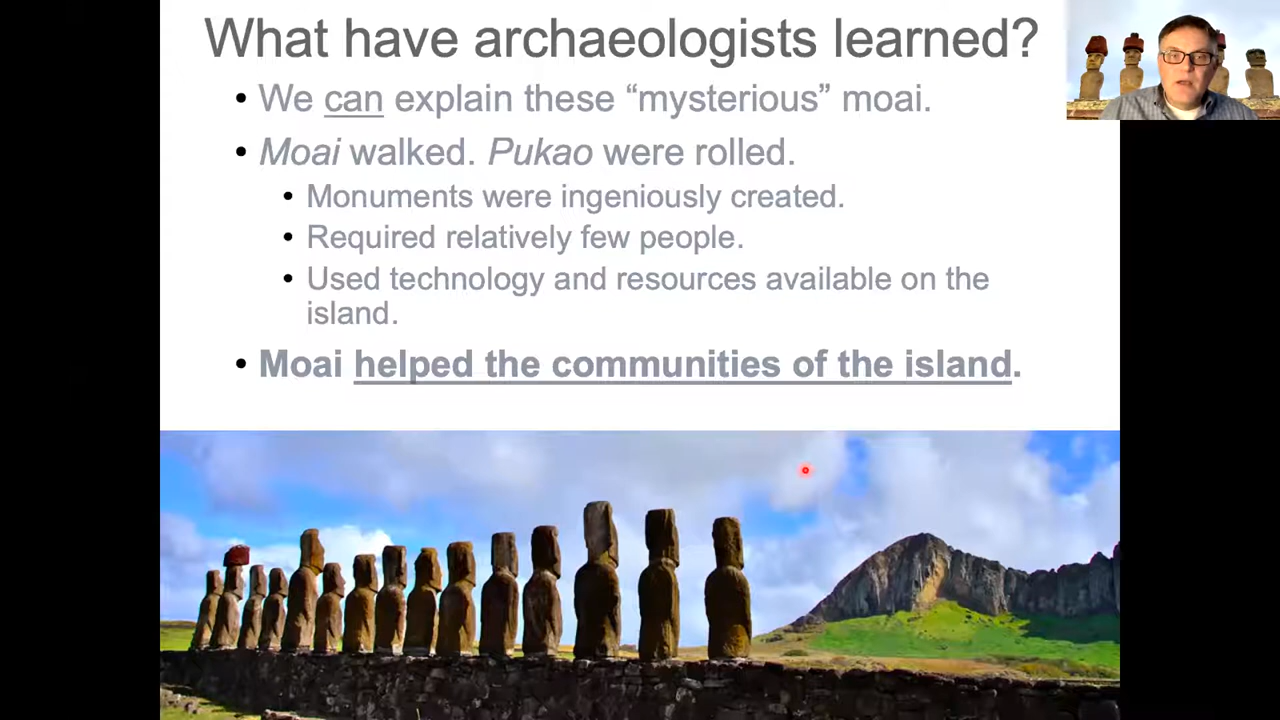 What have archaeologists learned?
• We can explain these “mysterious” moai.
• Moai walked. Pukao were rolled.
• Monuments were ingeniously created.
• Required relatively few people.
• Used technology and resources available on the
island.
• Moai helped the communities of the island.